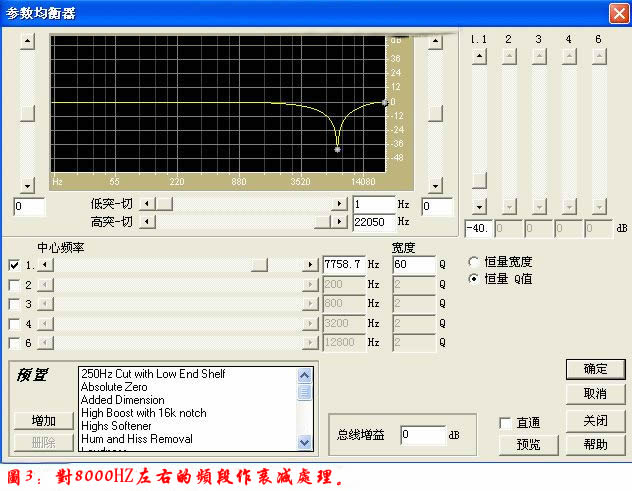 参数均衡器
dB
36
24
12
0
-12
-24
-36
-48
Hz 55 220 880 3520 14080
0 低突-切 1 Hz 0
高突-切 22050 Hz
1.1 2 3 4 6
-40. 0 0 0 0 dB
中心频率 宽度
1. 7758.7 Hz 60 Q
2 200 Hz 2 Q
3 800 Hz 2 Q
4 3200 Hz 2 Q
6 12800 Hz 2 Q
恒量宽度
恒量 Q值
预置
250Hz Cut with Low End Shelf
Absolute Zero
Added Dimension
High Boost with 16k notch
Highs Softener
Hum and Hiss Removal
增加
删除
总线增益 0 dB
直通
预览
确定
取消
关闭
帮助
圖3：對8000HZ左右的頻段作衰减處理。